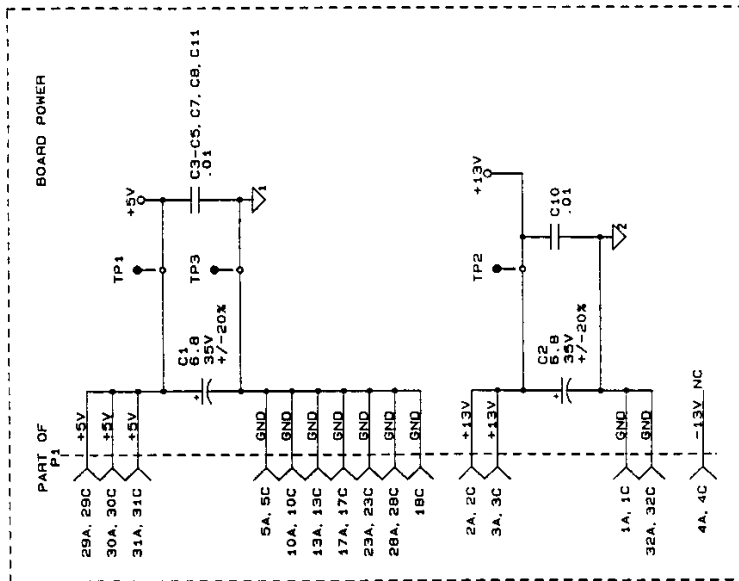 BOARD POWER
PART OF
P1
29A, 29C
+5V
30A, 30C
+5V
31A, 31C
+5V
C1
6.8
35V
+/-20%
TP1
TP3
+5V
C3-C5, C7, C8, C11
.01
1
5A, 5C
GND
10A, 10C
GND
13A, 13C
GND
17A, 17C
GND
23A, 23C
GND
28A, 28C
GND
18C
GND
2A, 2C
+13V
3A, 3C
+13V
C2
6.8
35V
+/-20%
TP2
+13V
C10
.01
2
1A, 1C
GND
32A, 32C
GND
4A, 4C
-13V NC